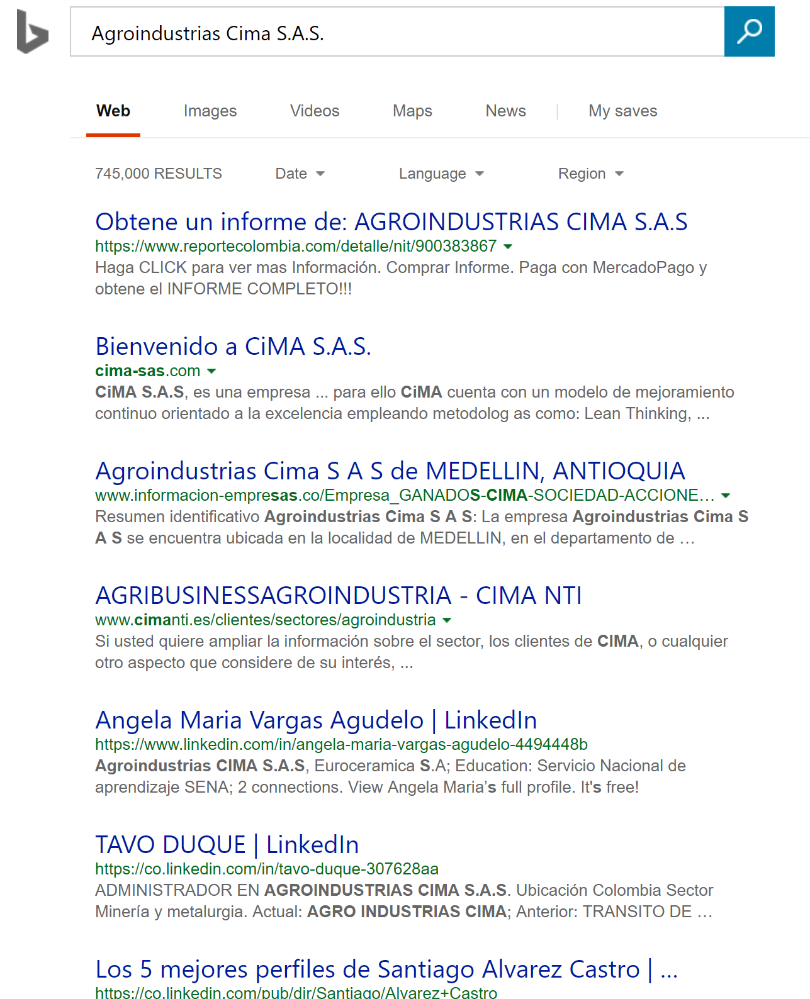 Agroindustrias Cima S.A.S.
Web Images Videos Maps News | My saves
745,000 RESULTS Date Language Region
Obtene un informe de: AGROINDUSTRIAS CIMA S.A.S
https://www.reportecolombia.com/detalle/nit/900383867
Haga CLICK para ver mas Información. Comprar Informe. Paga con MercadoPago y
obtene el INFORME COMPLETO!!!
Bienvenido a CiMA S.A.S.
cima-sas.com
CiMA S.A.S, es una empresa ... para ello CiMA cuenta con un modelo de mejoramiento
continuo orientado a la excelencia empleando metodolog as como: Lean Thinking, ...
Agroindustrias Cima S A S de MEDELLIN, ANTIOQUIA
www.informacion-empresas.co/Empresa_GANADOS-CIMA-SOCIEDAD-ACCIONE…
Resumen identificativo Agroindustrias Cima S A S: La empresa Agroindustrias Cima S
A S se encuentra ubicada en la localidad de MEDELLIN, en el departamento de …
AGRIBUSINESSAGROINDUSTRIA - CIMA NTI
www.cimanti.es/clientes/sectores/agroindustria
Si usted quiere ampliar la información sobre el sector, los clientes de CIMA, o cualquier
otro aspecto que considere de su interés, ...
Angela Maria Vargas Agudelo | LinkedIn
https://www.linkedin.com/in/angela-maria-vargas-agudelo-4494448b
Agroindustrias CIMA S.A.S, Euroceramica S.A; Education: Servicio Nacional de
aprendizaje SENA; 2 connections. View Angela Maria’s full profile. It's free!
TAVO DUQUE | LinkedIn
https://co.linkedin.com/in/tavo-duque-307628aa
ADMINISTRADOR EN AGROINDUSTRIAS CIMA S.A.S. Ubicación Colombia Sector
Minería y metalurgia. Actual: AGRO INDUSTRIAS CIMA; Anterior: TRANSITO DE …
Los 5 mejores perfiles de Santiago Alvarez Castro | ...
https://co.linkedin.com/pub/dir/Santiago/Alvarez+Castro